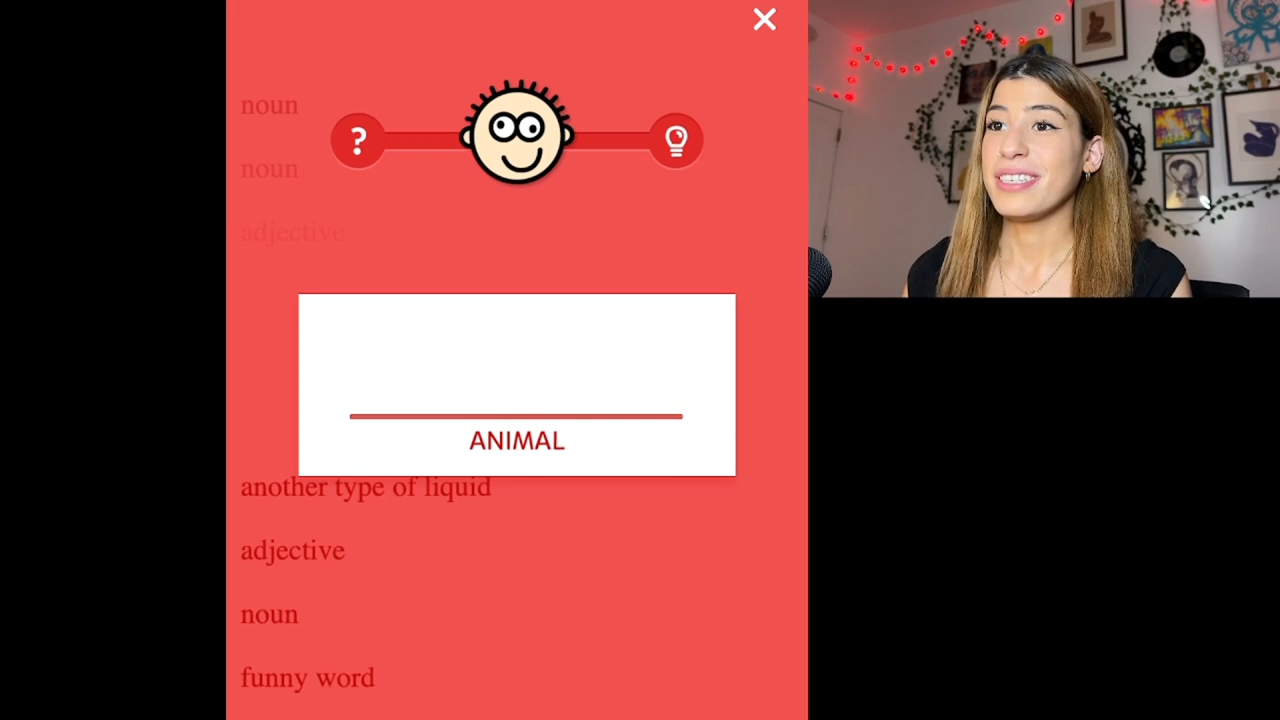 noun
?
noun
adjective
ANIMAL
another type of liquid
adjective
noun
funny word